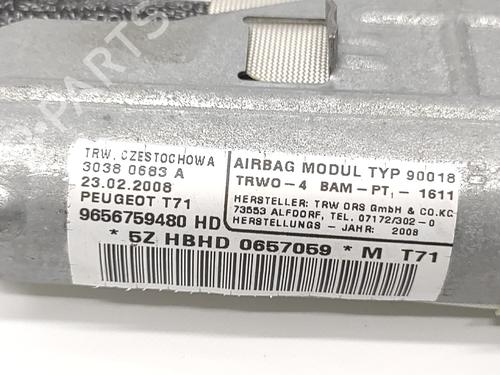 TRW, CZESTOCHOWA
3038 0683 A
23.02.2008
PEUGEOT T71
9656759480 HD
AIRBAG MODUL TYP 90018
TRWO-4 BAM-PT.-1611
HERSTELLER: TRW ORS GmbH & CO.KG
73553 ALFDORF, TEL. 07172/302-0
HERSTELLUNGS - JAHR: 2008
* 5Z HBHD 0657059 * M T71